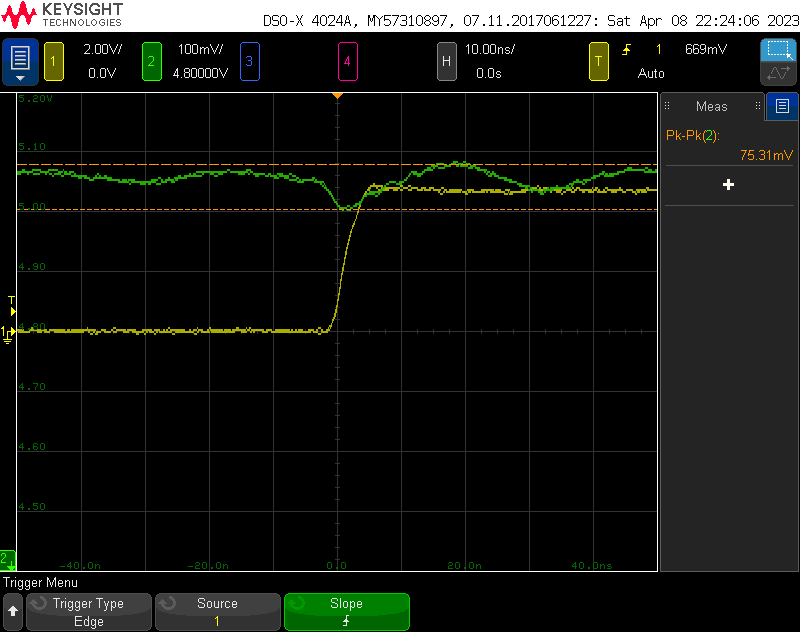 KEYSIGHT
TECHNOLOGIES
DSO-X 4024A, MY57310897, 07.11.2017061227: Sat Apr 08 22:24:06 2023
1 2.00V/ 2 100mV/ 3 4 H 10.00ns/ T 1 669mV
0.0V 4.80000V 0.0s Auto
5.20V
Meas
Pk-Pk(2):
75.31mV
5.10
5.00
4.90
T
1 4.80
4.70
4.60
4.50
2
-40.0n -20.0n 0.0 20.0n 40.0ns
Trigger Menu
Trigger Type
Edge
Source
1
Slope